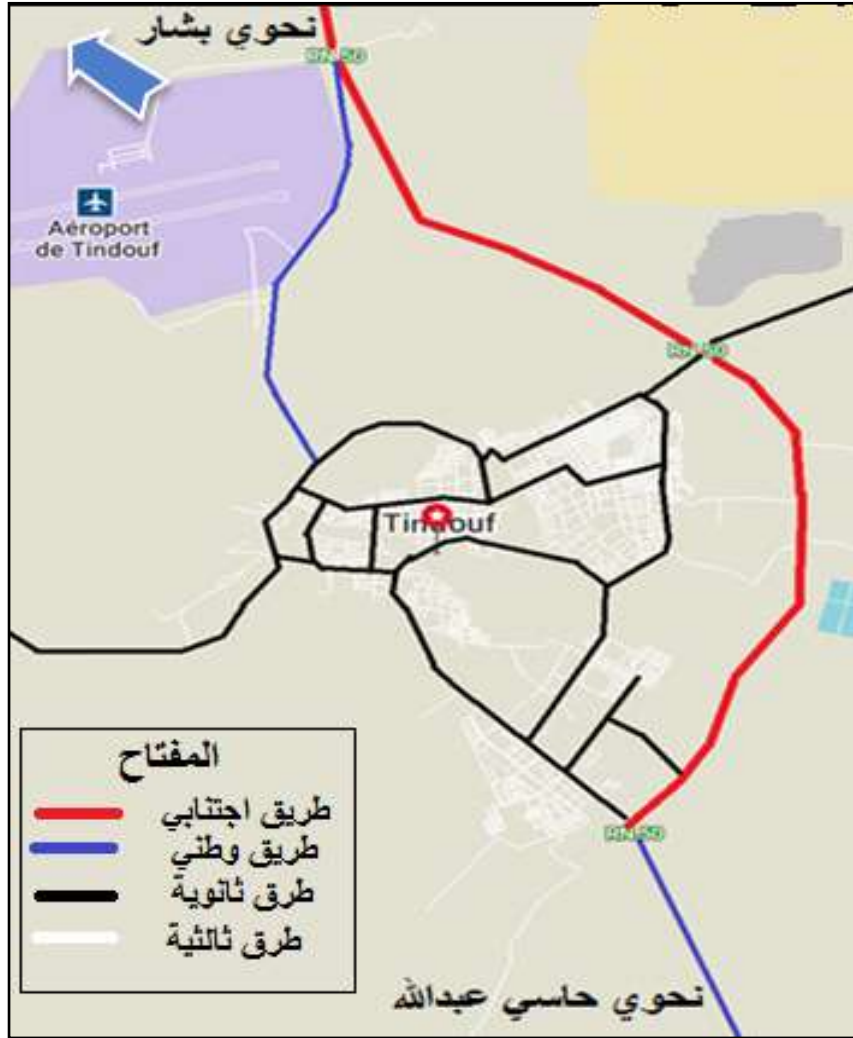 نحوي بشار
RN 50
Aéroport
de Tindouf
RN 50
Tindouf
المفتاح
طريق اجتنابي
طريق وطني
طرق ثانوية
طرق ثالثية
RN 50
نحوي حاسي عبدالله